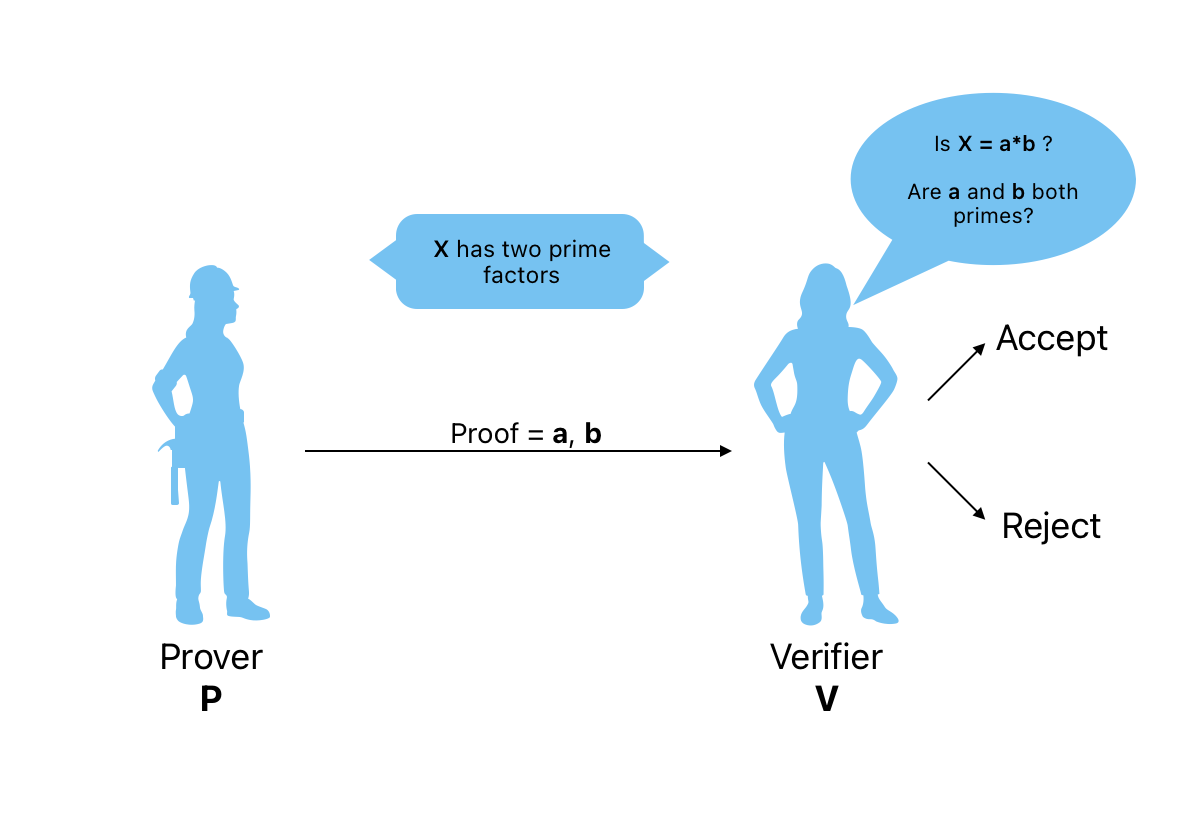 Is X = a*b ?
Are a and b both
primes?
X has two prime
factors
Accept
Proof = a, b
Reject
Prover
P
Verifier
V